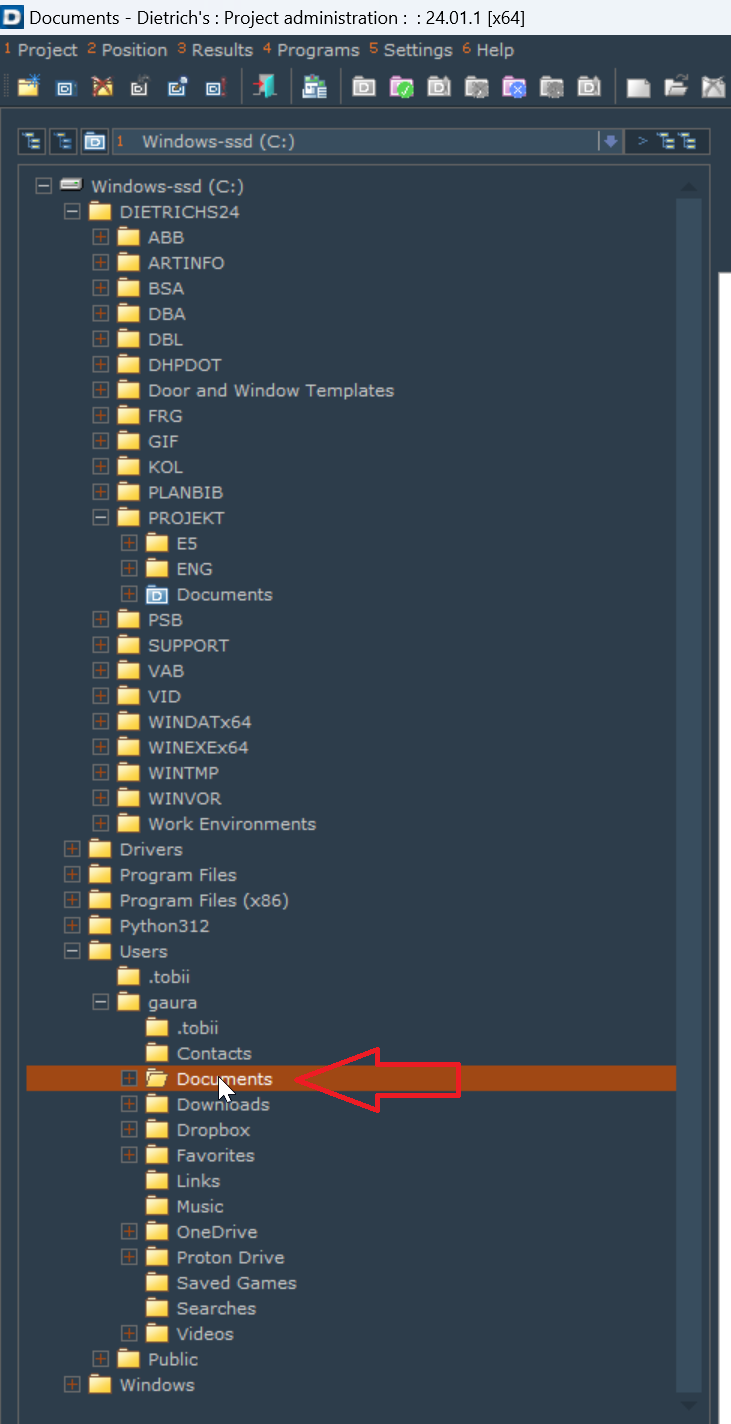 Documents - Dietrich's : Project administration :  : 24.01.1 [x64]
1 Project 2 Position 3 Results 4 Programs 5 Settings 6 Help
1 Windows-ssd (C:) >
Windows-ssd (C:)
DIETRICHS24
ABB
ARTINFO
BSA
DBA
DBL
DHPDOT
Door and Window Templates
FRG
GIF
KOL
PLANBIB
PROJEKT
E5
ENG
Documents
PSB
SUPPORT
VAB
VID
WINDATx64
WINEXEx64
WINTMP
WINVOR
Work Environments
Drivers
Program Files
Program Files (x86)
Python312
Users
.tobii
gaura
.tobii
Contacts
Documents
Downloads
Dropbox
Favorites
Links
Music
OneDrive
Proton Drive
Saved Games
Searches
Videos
Public
Windows